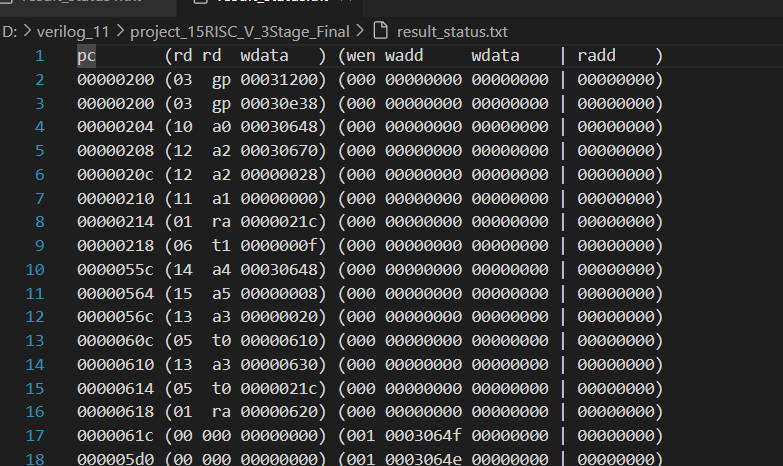 D: > verilog_11 > project_15RISC_V_3Stage_Final > result_status.txt
1 pc (rd rd wdata ) (wen wadd wdata | radd )
2 00000200 (03 gp 00031200) (000 00000000 00000000 | 00000000)
3 00000200 (03 gp 00030e38) (000 00000000 00000000 | 00000000)
4 00000204 (10 a0 00030648) (000 00000000 00000000 | 00000000)
5 00000208 (12 a2 00030670) (000 00000000 00000000 | 00000000)
6 0000020c (12 a2 00000028) (000 00000000 00000000 | 00000000)
7 00000210 (11 a1 00000000) (000 00000000 00000000 | 00000000)
8 00000214 (01 ra 0000021c) (000 00000000 00000000 | 00000000)
9 00000218 (06 t1 0000000f) (000 00000000 00000000 | 00000000)
10 0000055c (14 a4 00030648) (000 00000000 00000000 | 00000000)
11 00000564 (15 a5 00000008) (000 00000000 00000000 | 00000000)
12 0000056c (13 a3 00000020) (000 00000000 00000000 | 00000000)
13 0000060c (05 t0 00000610) (000 00000000 00000000 | 00000000)
14 00000610 (13 a3 00000630) (000 00000000 00000000 | 00000000)
15 00000614 (05 t0 0000021c) (000 00000000 00000000 | 00000000)
16 00000618 (01 ra 00000620) (000 00000000 00000000 | 00000000)
17 0000061c (00 000 00000000) (001 0003064f 00000000 | 00000000)
18 000005d0 (00 000 00000000) (001 0003064e 00000000 | 00000000)